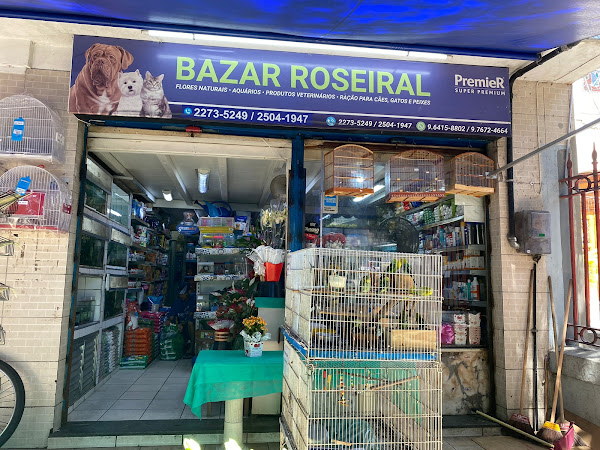 BAZAR ROSEIRAL
FLORES NATURAIS • AQUÁRIOS • PRODUTOS VETERINÁRIOS • RAÇÃO PARA CÃES, GATOS E PEIXES
2273-5249 / 2504-1947
2273-5249 / 2504-1947
9.6415-8802 / 9.7672-4664
PremieR
SUPER PREMIUM